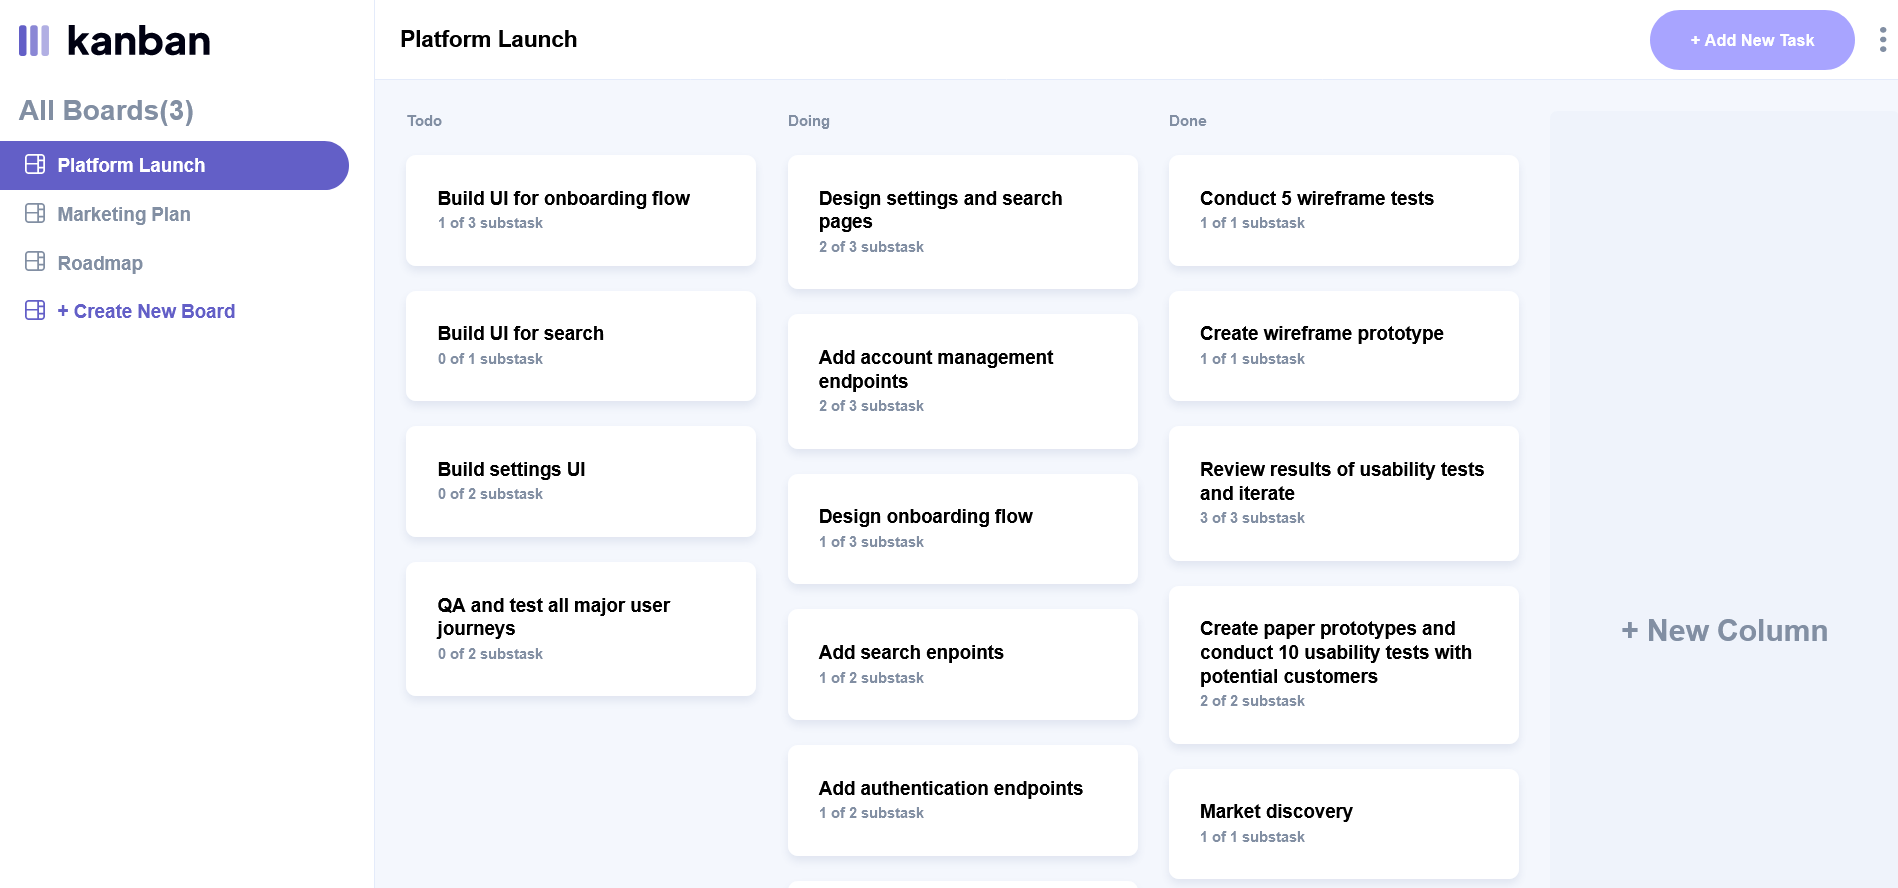 kanban
All Boards(3)
Platform Launch
Marketing Plan
Roadmap
+ Create New Board
Platform Launch
+ Add New Task
Todo
Build UI for onboarding flow
1 of 3 substask
Build UI for search
0 of 1 substask
Build settings UI
0 of 2 substask
QA and test all major user
journeys
0 of 2 substask
Doing
Design settings and search
pages
2 of 3 substask
Add account management
endpoints
2 of 3 substask
Design onboarding flow
1 of 3 substask
Add search enpoints
1 of 2 substask
Add authentication endpoints
1 of 2 substask
Done
Conduct 5 wireframe tests
1 of 1 substask
Create wireframe prototype
1 of 1 substask
Review results of usability tests
and iterate
3 of 3 substask
Create paper prototypes and
conduct 10 usability tests with
potential customers
2 of 2 substask
Market discovery
1 of 1 substask
+ New Column